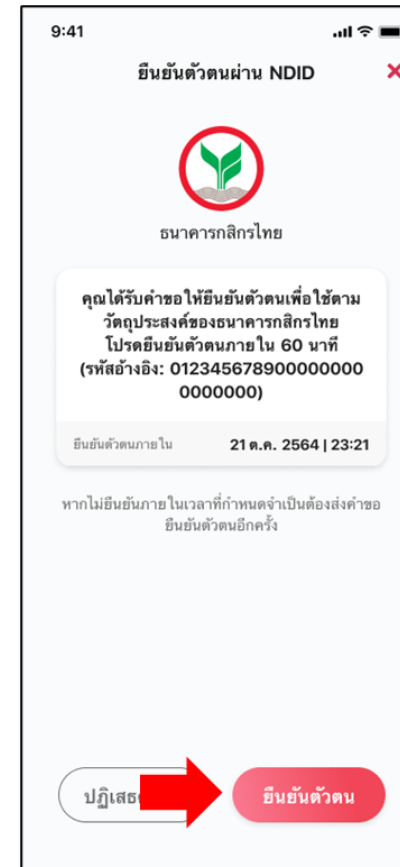 9:41
ยืนยันตัวตนผ่าน NDID
ธนาคารกสิกรไทย
คุณได้รับคำขอให้ยืนยันตัวตนเพื่อใช้ตาม
วัตถุประสงค์ของธนาคารกสิกรไทย
โปรดยืนยันตัวตนภายใน 60 นาที
(รหัสอ้างอิง: 012345678900000000
0000000)
ยืนยันตัวตนภายใน 21 ต.ค. 2564 | 23:21
หากไม่ยืนยันภายในเวลาที่กำหนดจำเป็นต้องส่งคำขอ
ยืนยันตัวตนอีกครั้ง
ยืนยันตัวตน